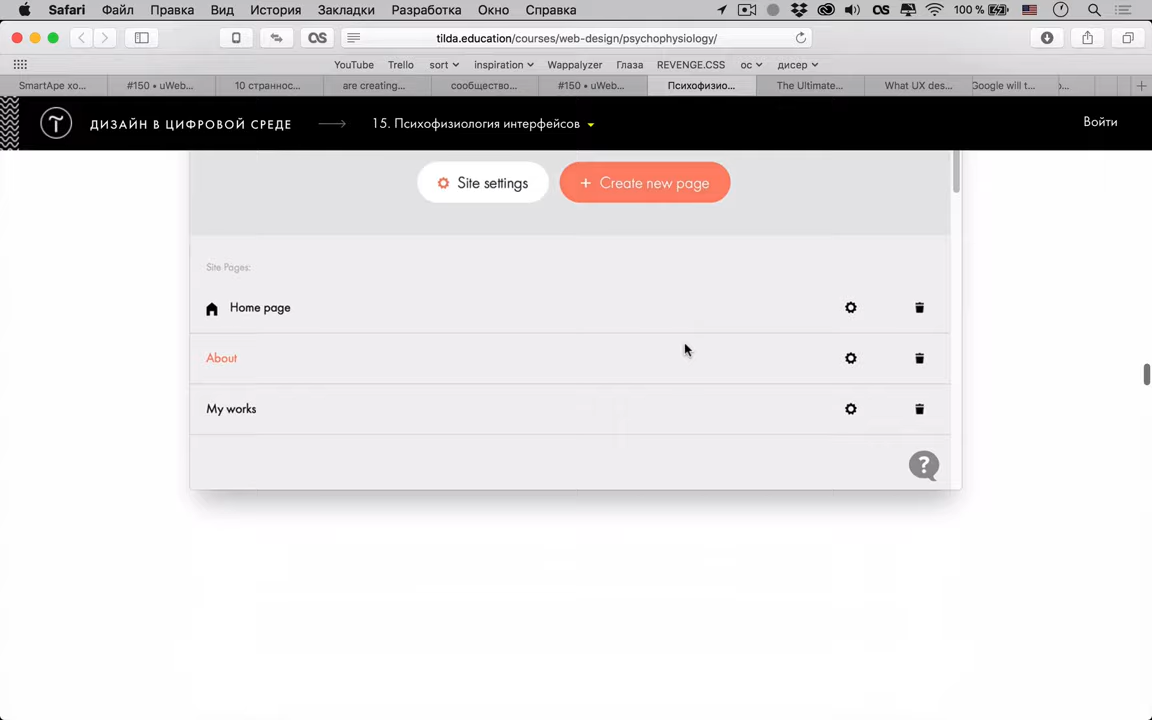 Safari Файл Правка Вид История Закладки Разработка Окно Справка 100 %
tilda.education/courses/web-design/psychophysiology/
YouTube Trello sort inspiration Wappalyzer Глаза REVENGE.CSS ос дисер
SmartApe хо... #150 • uWeb... 10 страннос... are creating... сообщество... #150 • uWeb... Психофизио... The Ultimate... What UX des... Google will t...
ДИЗАЙН В ЦИФРОВОЙ СРЕДЕ 15. Психофизиология интерфейсов Войти
Site settings + Create new page
Site Pages:
Home page
About
My works
?